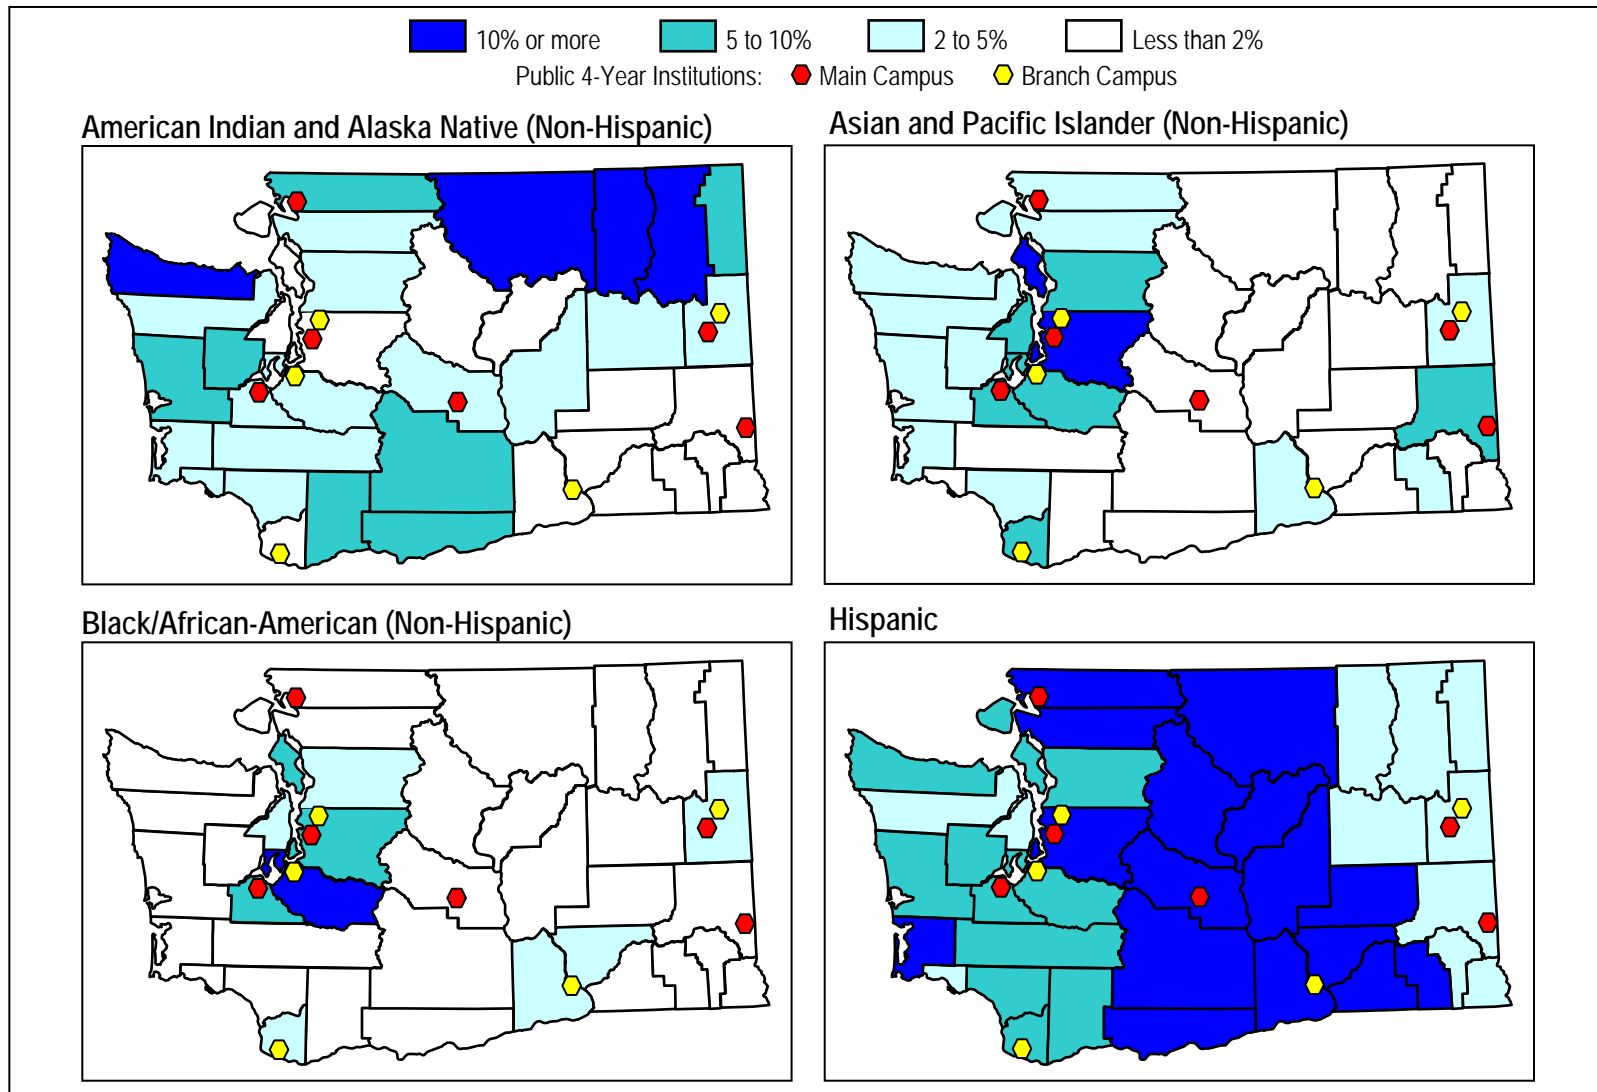 10% or more 5 to 10% 2 to 5% Less than 2%
Public 4-Year Institutions: Main Campus Branch Campus
American Indian and Alaska Native (Non-Hispanic)
Asian and Pacific Islander (Non-Hispanic)
Black/African-American (Non-Hispanic)
Hispanic